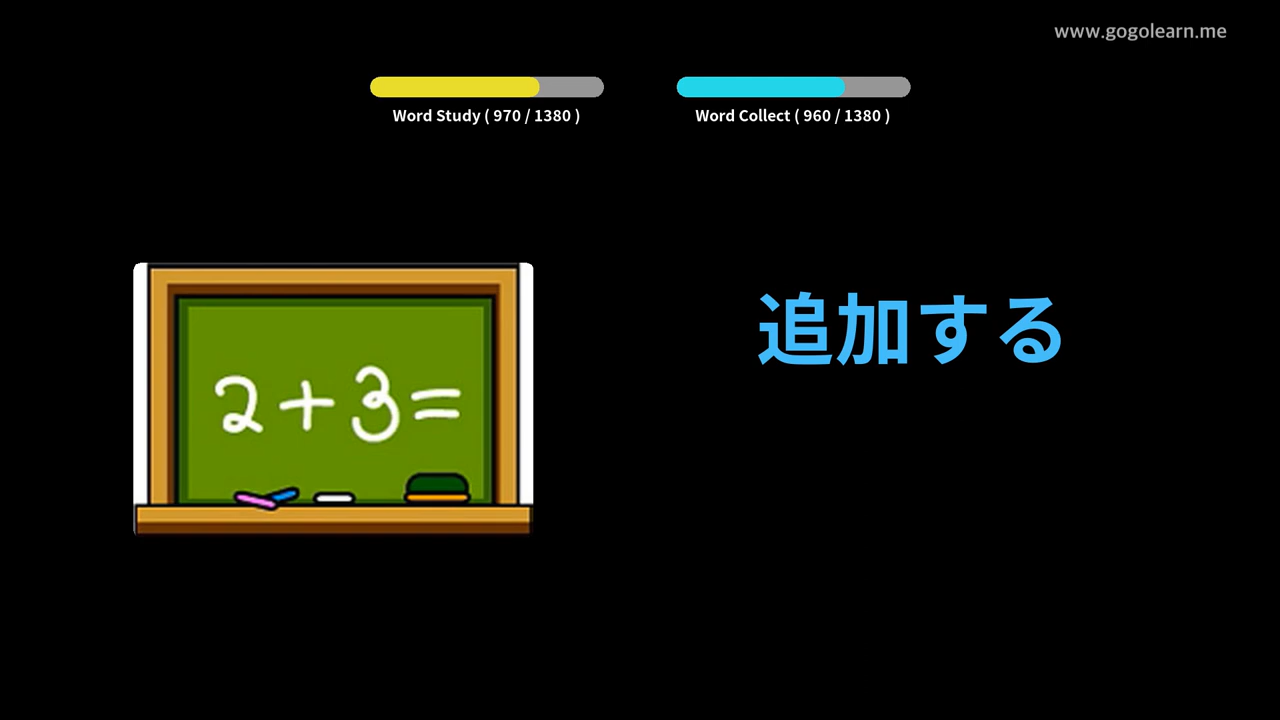 www.gogolearn.me
Word Study ( 970 / 1380 )
Word Collect ( 960 / 1380 )
追加する
2+3=